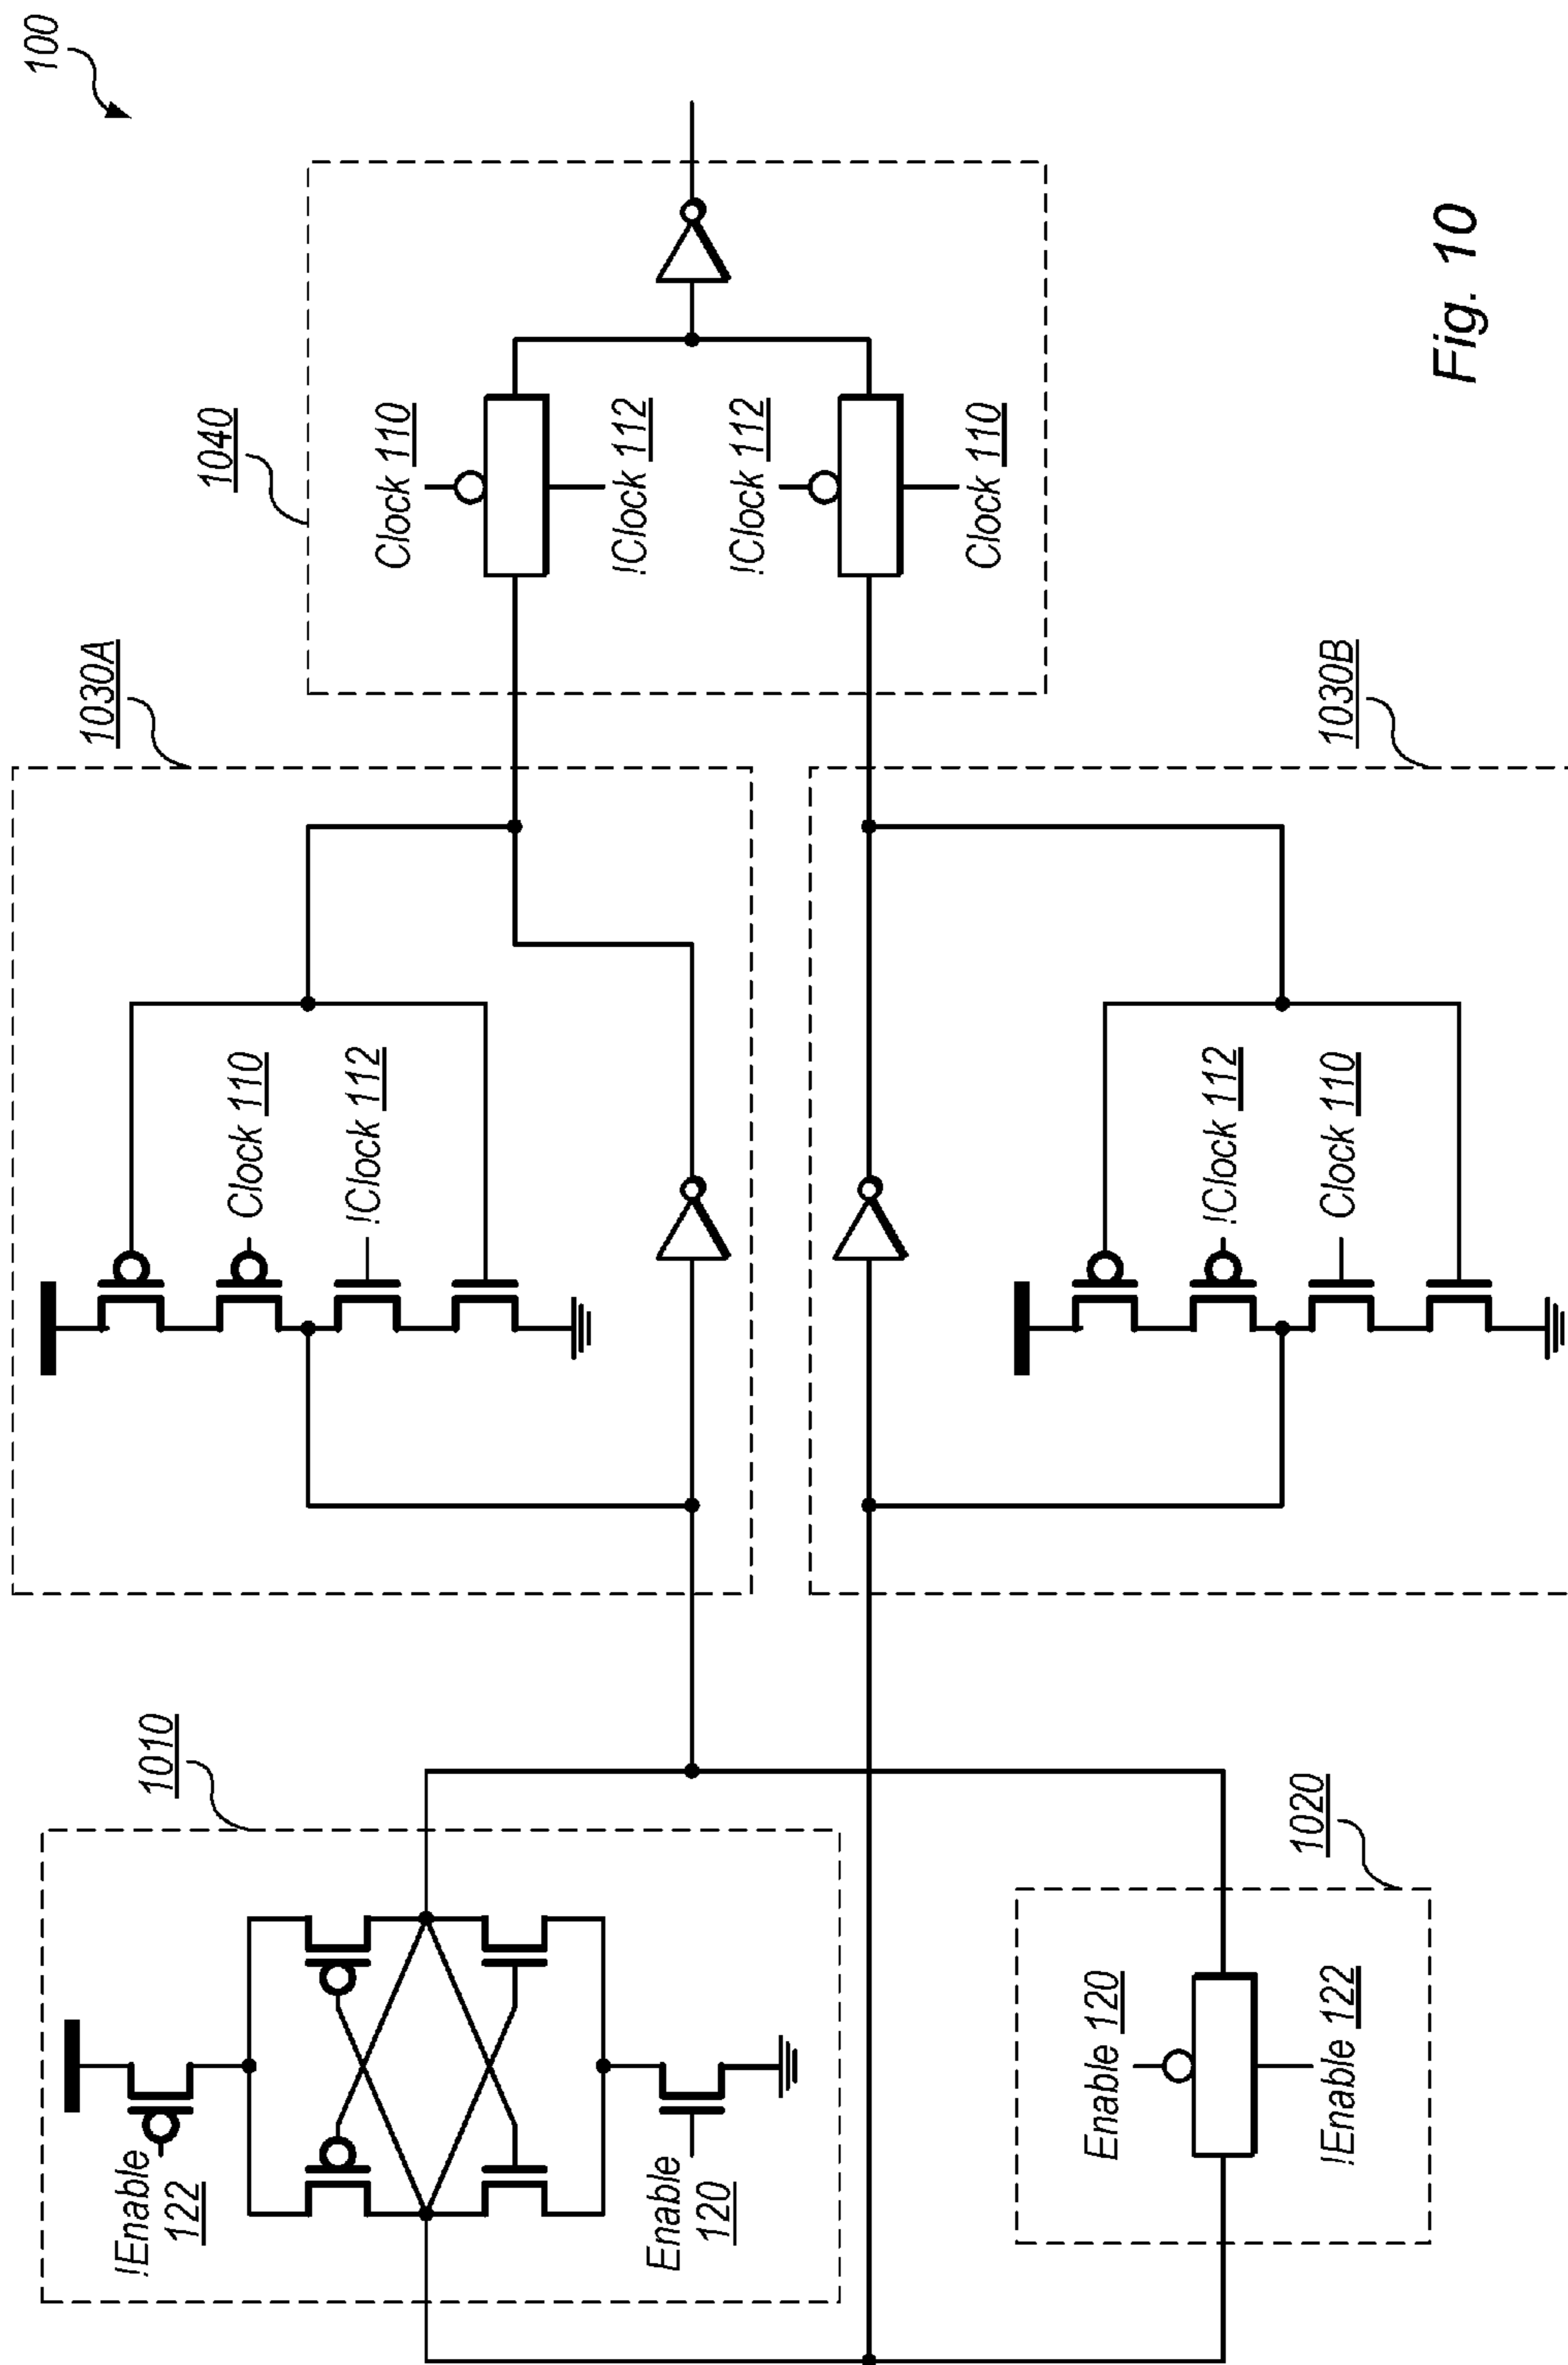 100
1040
Clock 110
!Clock 112
!Clock 112
Clock 110
1030A
Clock 110
!Clock 112
1030B
!Clock 112
Clock 110
1010
!Enable
122
Enable
120
1020
Enable 120
!Enable 122
Fig. 10